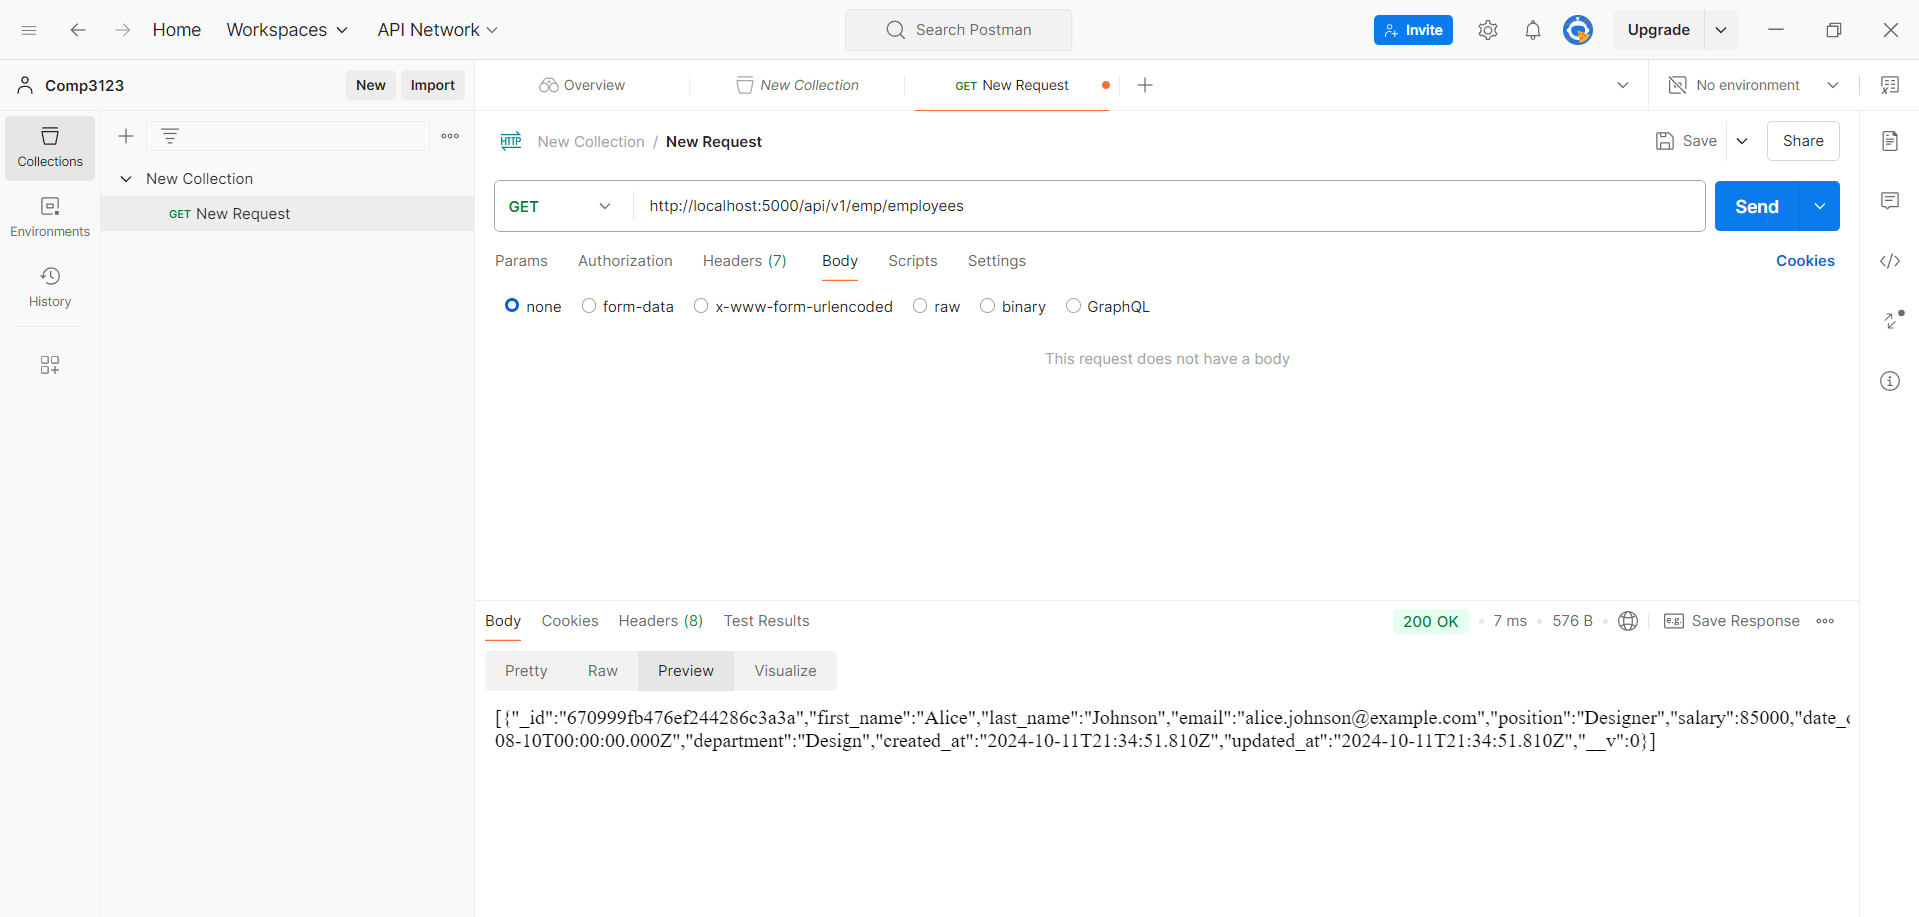 Home Workspaces API Network Search Postman Invite Upgrade
Comp3123 New Import Overview New Collection GET New Request No environment
Collections
Environments
History
New Collection
GET New Request
HTTP New Collection / New Request Save Share
GET http://localhost:5000/api/v1/emp/employees Send
Params Authorization Headers (7) Body Scripts Settings Cookies
none form-data x-www-form-urlencoded raw binary GraphQL
This request does not have a body
Body Cookies Headers (8) Test Results 200 OK 7 ms 576 B e.g. Save Response
Pretty Raw Preview Visualize
[{"_id":"670999fb476ef244286c3a3a","first_name":"Alice","last_name":"Johnson","email":"alice.johnson@example.com","position":"Designer","salary":85000,"date_
08-10T00:00:00.000Z","department":"Design","created_at":"2024-10-11T21:34:51.810Z","updated_at":"2024-10-11T21:34:51.810Z","__v":0}]